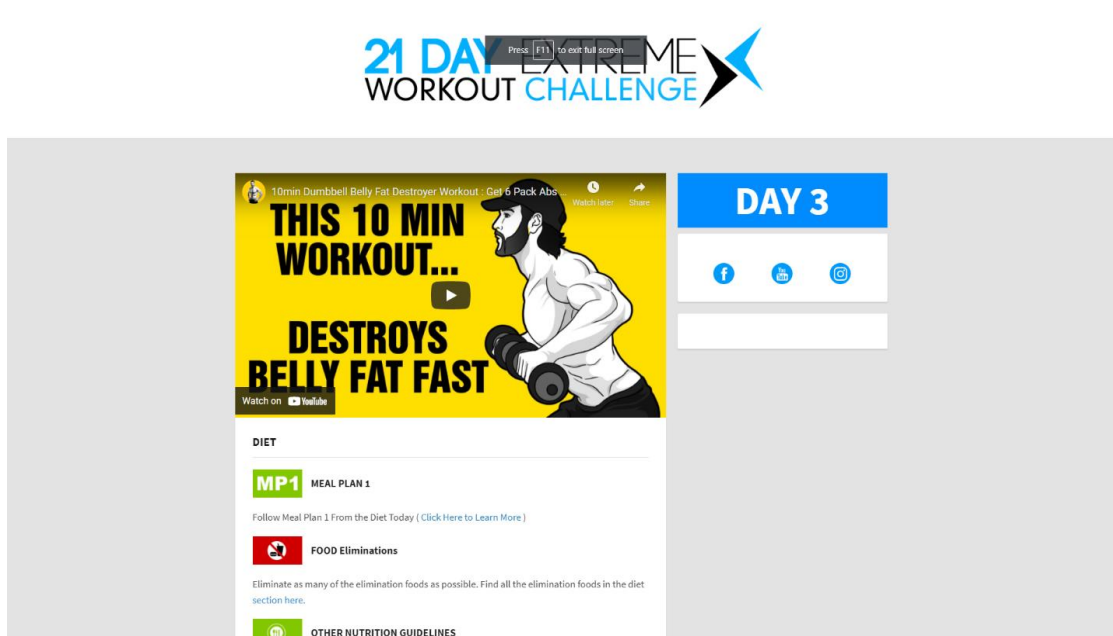 21 DAY EXTREME
WORKOUT CHALLENGE
Press F11 to exit full screen
10min Dumbbell Belly Fat Destroyer Workout : Get 6 Pack Abs ...
Watch later
Share
THIS 10 MIN
WORKOUT...
DESTROYS
BELLY FAT FAST
Watch on YouTube
DAY 3
f
You
Tube
DIET
MP1 MEAL PLAN 1
Follow Meal Plan 1 From the Diet Today ( Click Here to Learn More )
FOOD Eliminations
Eliminate as many of the elimination foods as possible. Find all the elimination foods in the diet
section here.
OTHER NUTRITION GUIDELINES